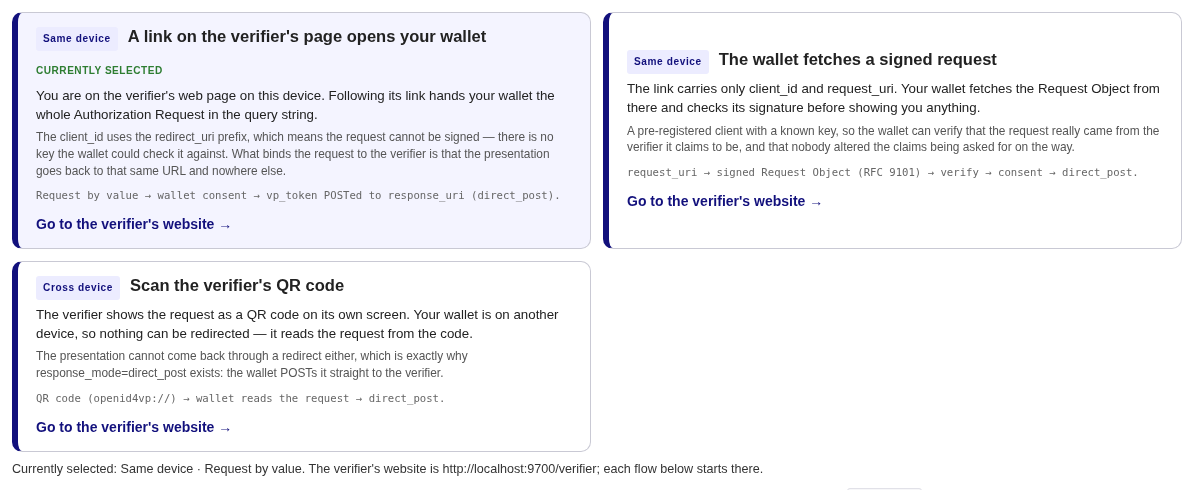 Same device A link on the verifier's page opens your wallet
CURRENTLY SELECTED
You are on the verifier's web page on this device. Following its link hands your wallet the
whole Authorization Request in the query string.
The client_id uses the redirect_uri prefix, which means the request cannot be signed — there is no
key the wallet could check it against. What binds the request to the verifier is that the presentation
goes back to that same URL and nowhere else.
Request by value → wallet consent → vp_token POSTed to response_uri (direct_post).
Go to the verifier's website →
Same device The wallet fetches a signed request
The link carries only client_id and request_uri. Your wallet fetches the Request Object from
there and checks its signature before showing you anything.
A pre-registered client with a known key, so the wallet can verify that the request really came from the
verifier it claims to be, and that nobody altered the claims being asked for on the way.
request_uri → signed Request Object (RFC 9101) → verify → consent → direct_post.
Go to the verifier's website →
Cross device Scan the verifier's QR code
The verifier shows the request as a QR code on its own screen. Your wallet is on another
device, so nothing can be redirected — it reads the request from the code.
The presentation cannot come back through a redirect either, which is exactly why
response_mode=direct_post exists: the wallet POSTs it straight to the verifier.
QR code (openid4vp://) → wallet reads the request → direct_post.
Go to the verifier's website →
Currently selected: Same device · Request by value. The verifier's website is http://localhost:9700/verifier; each flow below starts there.